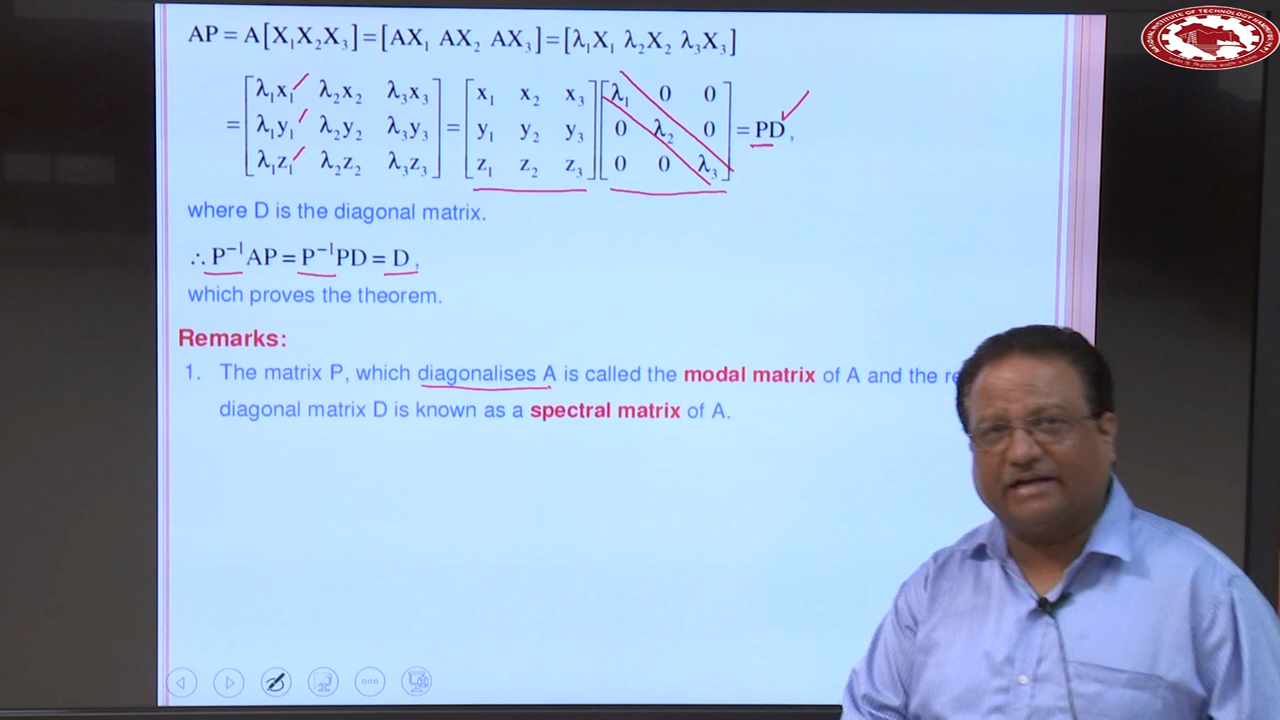 AP = A[X₁X₂X₃] = [AX₁ AX₂ AX₃] = [λ₁X₁ λ₂X₂ λ₃X₃]
= [λ₁x₁ λ₂x₂ λ₃x₃
λ₁y₁ λ₂y₂ λ₃y₃
λ₁z₁ λ₂z₂ λ₃z₃] = [x₁ x₂ x₃
y₁ y₂ y₃
z₁ z₂ z₃] [λ₁ 0 0
0 λ₂ 0
0 0 λ₃] = PD,
where D is the diagonal matrix.
∴ P⁻¹AP = P⁻¹PD = D,
which proves the theorem.
Remarks:
1. The matrix P, which diagonalises A is called the modal matrix of A and the
diagonal matrix D is known as a spectral matrix of A.